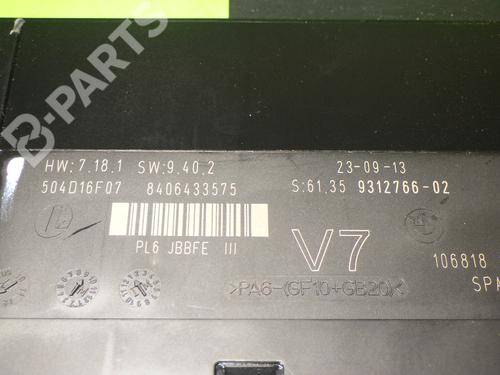 B-PARTS
HW:7.18.1 SW:9.40.2 23-09-13
504D16F07 8406433575 S:61.35 9312766-02
PL6 JBBFE III
V7
106818
>PA6-(GF10+GB20)<
SPA